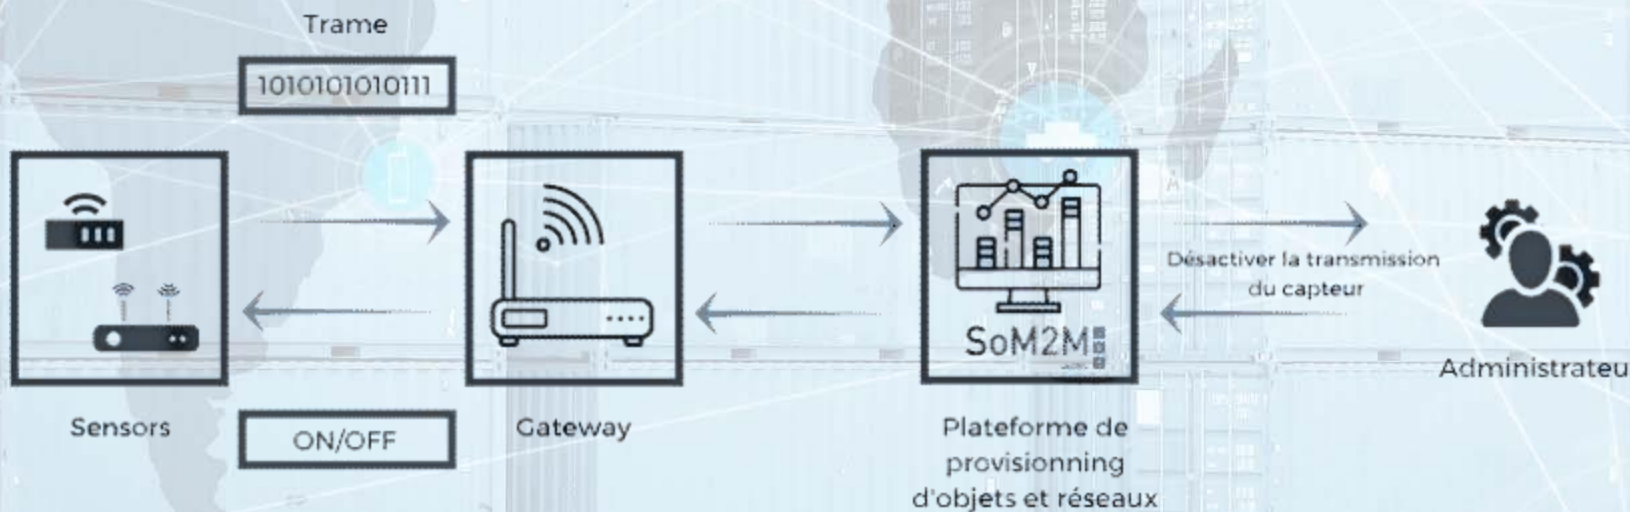 Trame
1010101010111
Désactiver la transmission
du capteur
SoM2M
Administrateu
Sensors
ON/OFF
Gateway
Plateforme de
provisionning
d'objets et réseaux